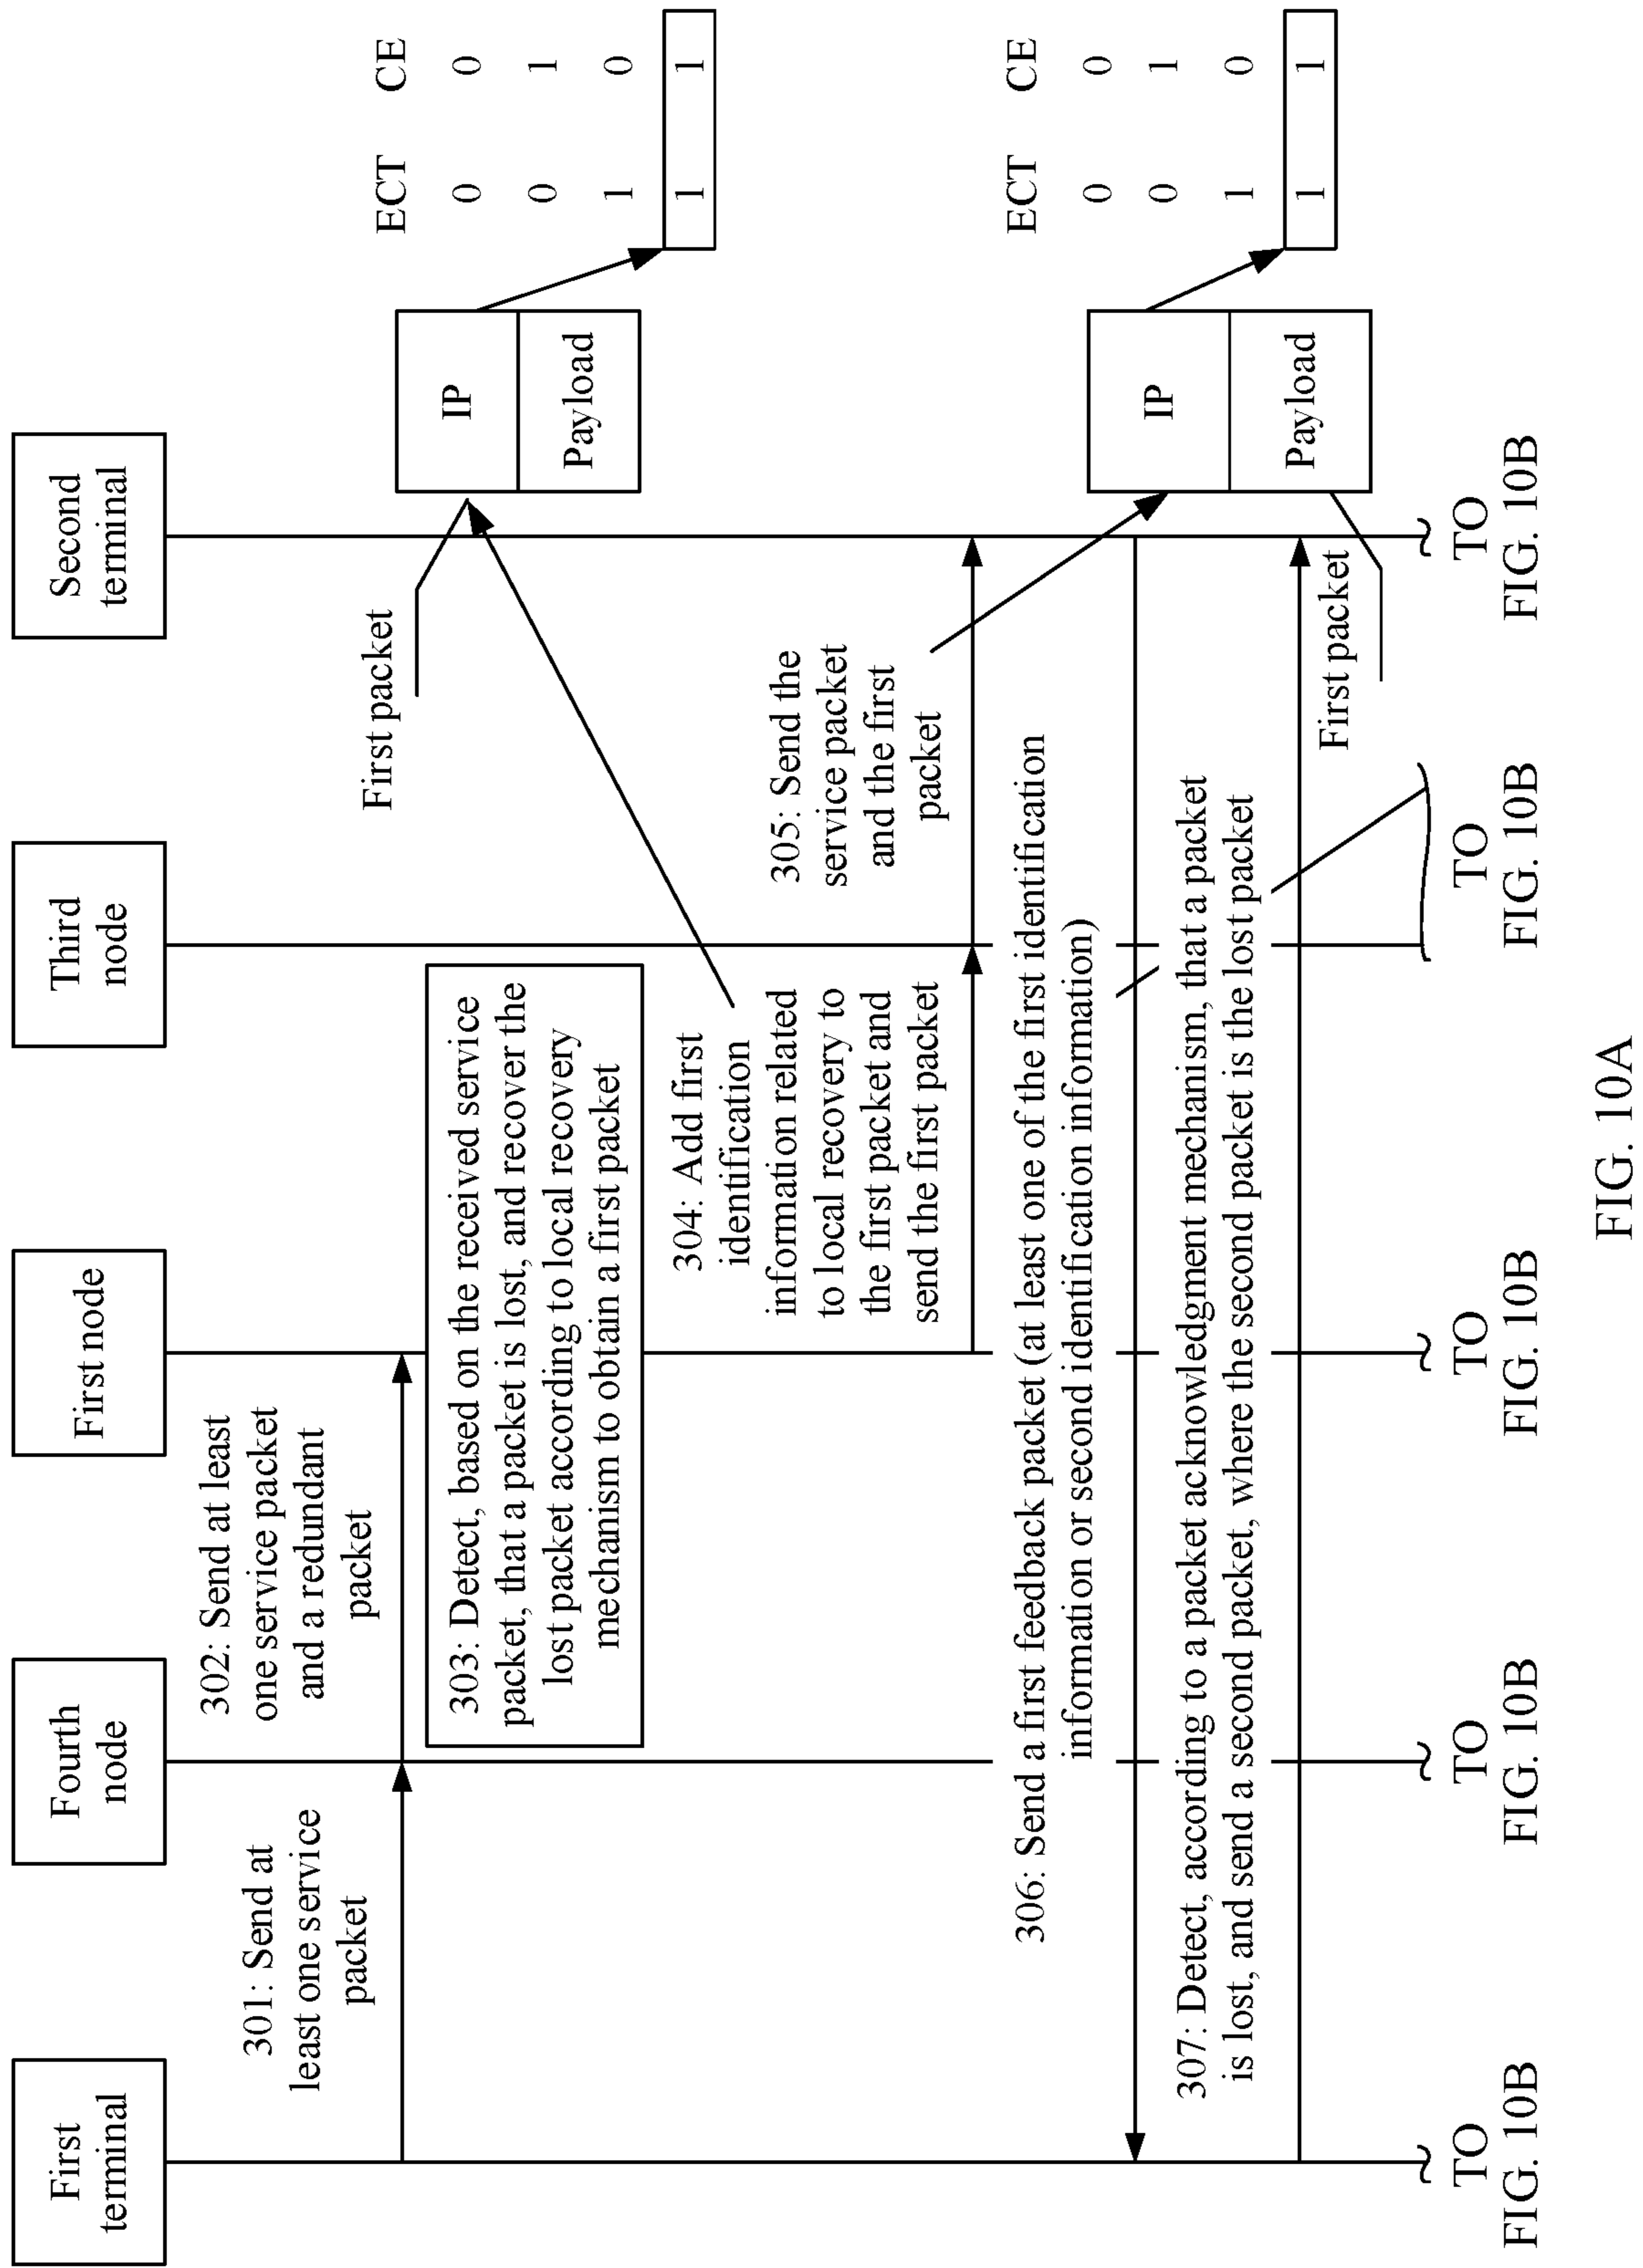 First
terminal
Fourth
node
First node
Third
node
Second
terminal
301: Send at
least one service
packet
302: Send at least
one service packet
and a redundant
packet
303: Detect, based on the received service
packet, that a packet is lost, and recover the
lost packet according to local recovery
mechanism to obtain a first packet
First packet
IP
Payload
ECT CE
0 0
0 1
1 0
1 1
304: Add first
identification
information related
to local recovery to
the first packet and
send the first packet
305: Send the
service packet
and the first
packet
306: Send a first feedback packet (at least one of the first identification
information or second identification information)
307: Detect, according to a packet acknowledgment mechanism, that a packet
is lost, and send a second packet, where the second packet is the lost packet
First packet
IP
Payload
ECT CE
0 0
0 1
1 0
1 1
TO
FIG. 10B
TO
FIG. 10B
TO
FIG. 10B
TO
FIG. 10B
TO
FIG. 10B
FIG. 10A